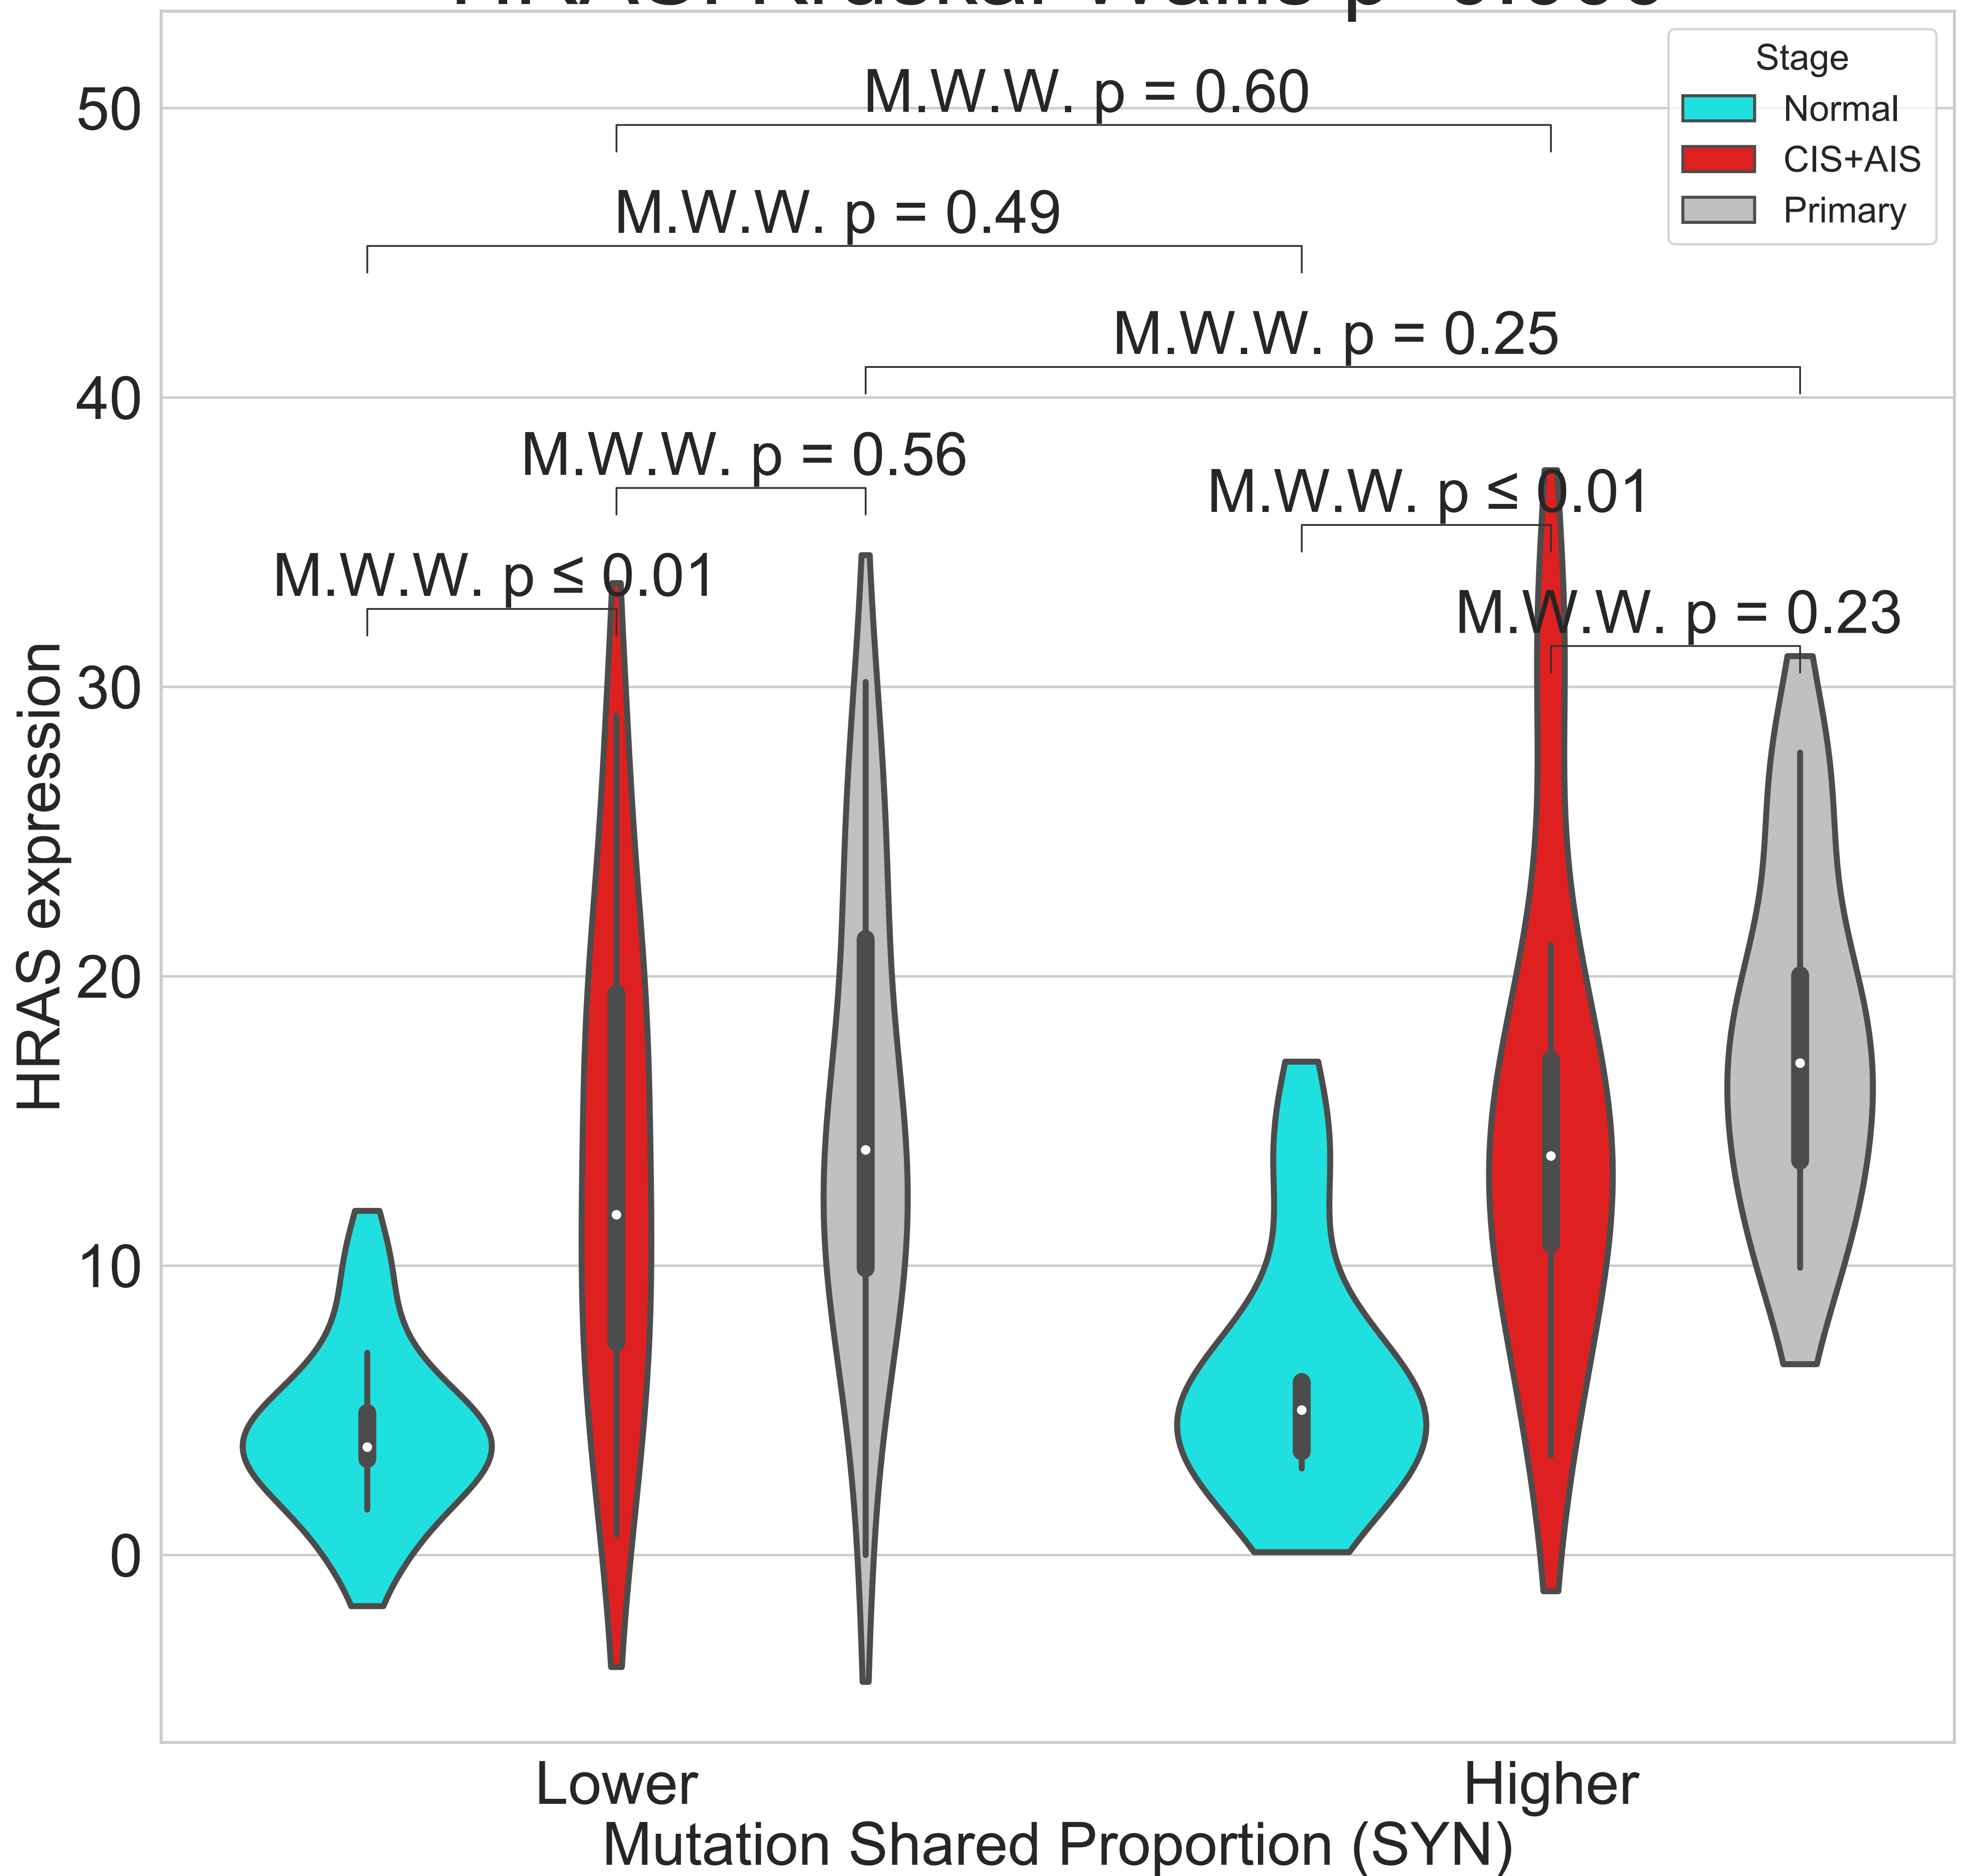 Stage
Normal
CIS+AIS
Primary
M.W.W. p = 0.60
M.W.W. p = 0.49
M.W.W. p = 0.25
M.W.W. p = 0.56
M.W.W. p ≤ 0.01
M.W.W. p ≤ 0.01
M.W.W. p = 0.23
50
40
30
20
10
0
HRAS expression
Lower
Higher
Mutation Shared Proportion (SYN)